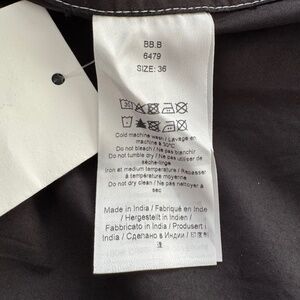 BB.B
6479
SIZE: 36
Cold machine wash / Lavage en
machine à 30°C
Do not bleach / Ne pas blanchir
Do not tumble dry / Ne pas utiliser de
sèche-linge
Iron at medium temperature / Repasser
à température moyenne
Do not dry clean / Ne pas nettoyer à
sec
Made in India / Fabriqué en Inde
/ Hergestellt in Indien /
Fabbricato in India / Produsert i
India / Сделано в Индии / 印